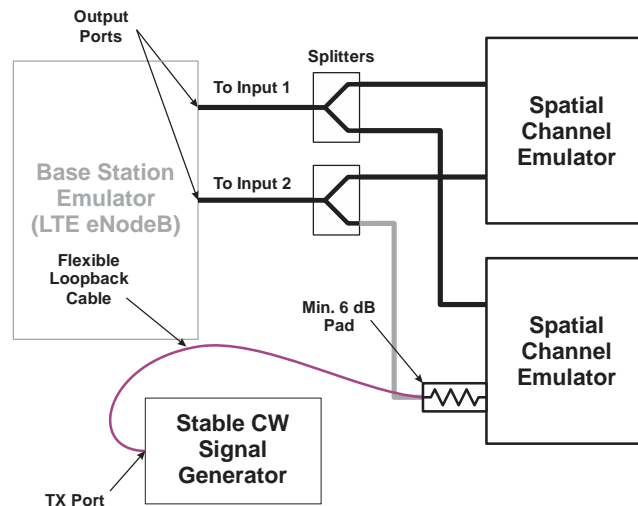 Output
Ports
Splitters
To Input 1
Spatial
Channel
Emulator
Base Station
Emulator
(LTE eNodeB)
To Input 2
Flexible
Loopback
Cable
Min. 6 dB
Pad
Spatial
Channel
Emulator
Stable CW
Signal
Generator
TX Port